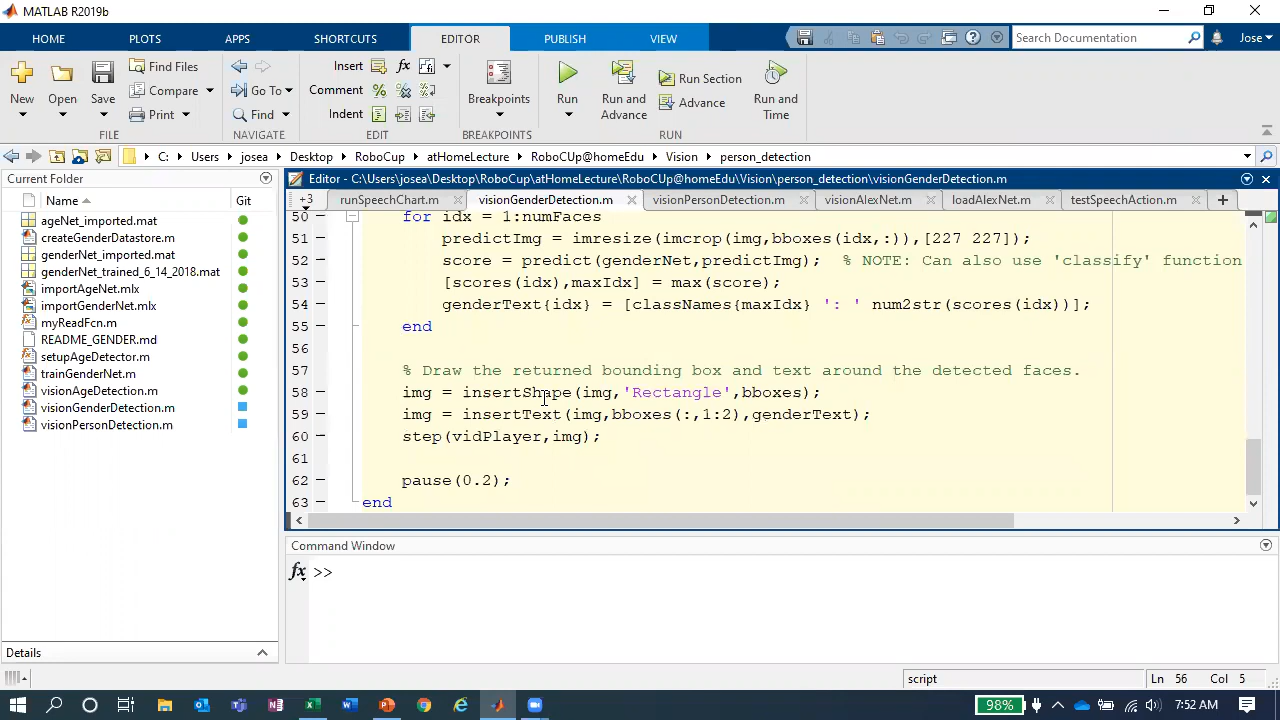 MATLAB R2019b
HOME PLOTS APPS SHORTCUTS EDITOR PUBLISH VIEW Search Documentation Jose
New Open Save Find Files Compare Print
Go To Find
Insert fx
Comment
Indent
Breakpoints Run Run and Advance Run Section Advance Run and Time
FILE NAVIGATE EDIT BREAKPOINTS RUN
C: Users josea Desktop RoboCup atHomeLecture RoboCUp@homeEdu Vision person_detection
Current Folder
Name Git
ageNet_imported.mat
createGenderDatastore.m
genderNet_imported.mat
genderNet_trained_6_14_2018.mat
importAgeNet.mlx
importGenderNet.mlx
myReadFcn.m
README_GENDER.md
setupAgeDetector.m
trainGenderNet.m
visionAgeDetection.m
visionGenderDetection.m
visionPersonDetection.m
Details
Editor - C:\Users\josea\Desktop\RoboCup\atHomeLecture\RoboCUp@homeEdu\Vision\person_detection\visionGenderDetection.m
+3 runSpeechChart.m visionGenderDetection.m visionPersonDetection.m visionAlexNet.m loadAlexNet.m testSpeechAction.m
50 for idx = 1:numFaces
51 predictImg = imresize(imcrop(img,bboxes(idx,:)),[227 227]);
52 score = predict(genderNet,predictImg); % NOTE: Can also use 'classify' function
53 [scores(idx),maxIdx] = max(score);
54 genderText{idx} = [classNames{maxIdx} ': ' num2str(scores(idx))];
55 end
56
57 % Draw the returned bounding box and text around the detected faces.
58 img = insertShape(img,'Rectangle',bboxes);
59 img = insertText(img,bboxes(:,1:2),genderText);
60 step(vidPlayer,img);
61
62 pause(0.2);
63 end
Command Window
fx >>
script Ln 56 Col 5
98% 7:52 AM